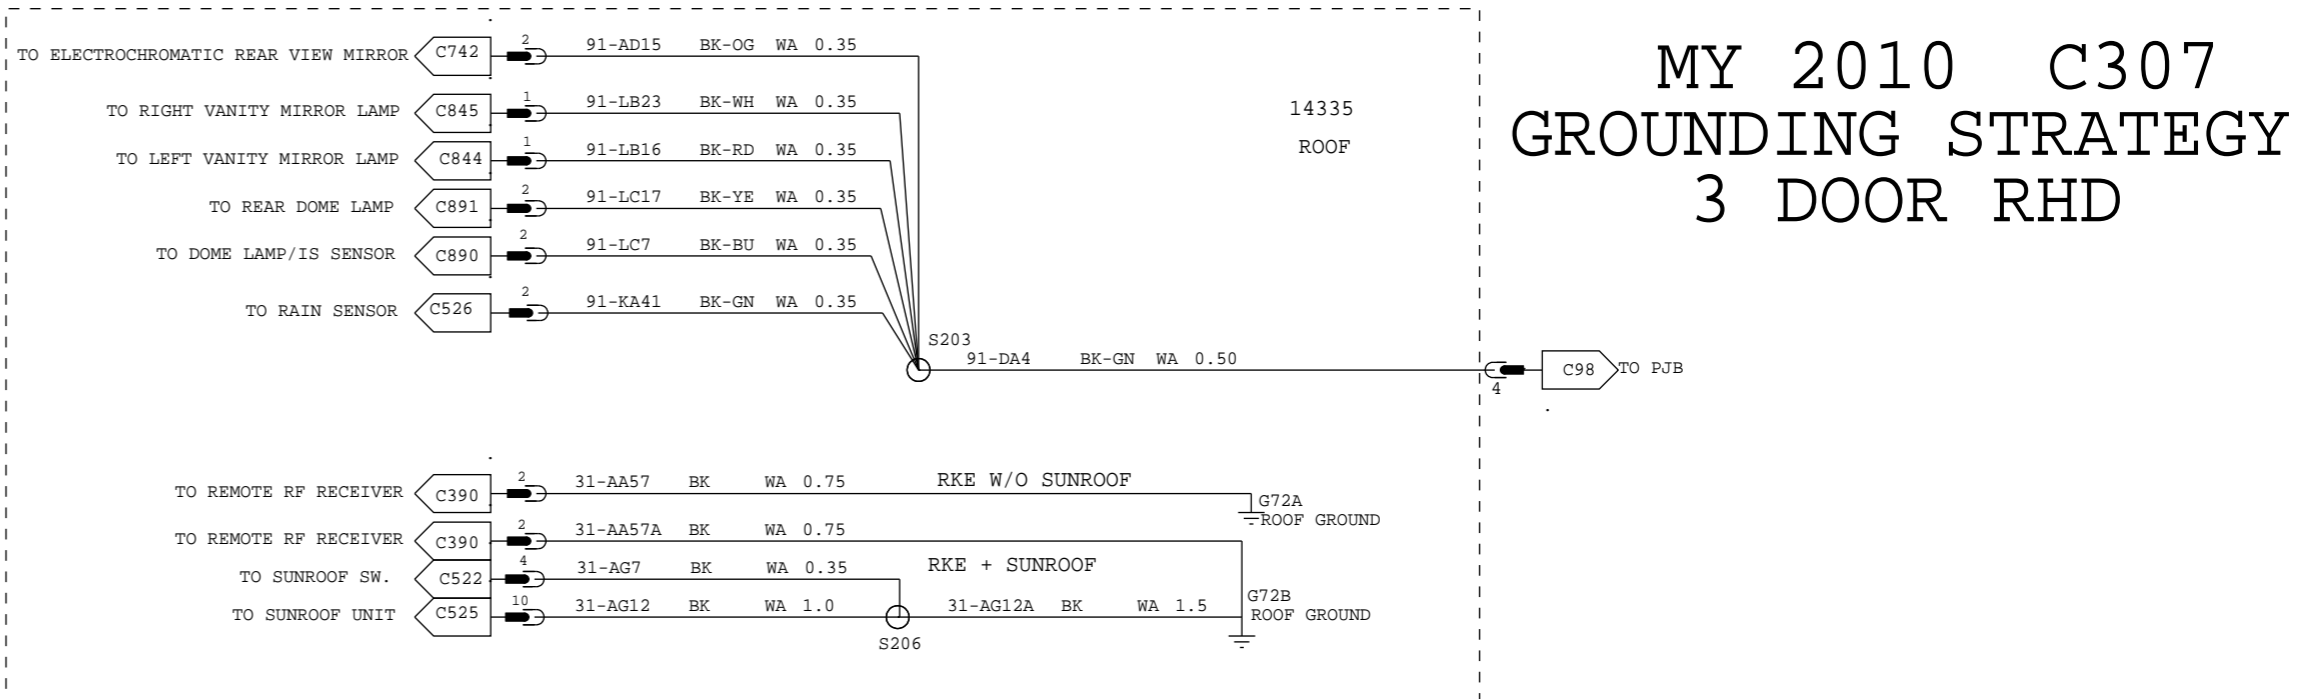 MY 2010 C307
GROUNDING STRATEGY
3 DOOR RHD
14335
ROOF
TO ELECTROCHROMATIC REAR VIEW MIRROR C742 2 91-AD15 BK-OG WA 0.35
TO RIGHT VANITY MIRROR LAMP C845 1 91-LB23 BK-WH WA 0.35
TO LEFT VANITY MIRROR LAMP C844 1 91-LB16 BK-RD WA 0.35
TO REAR DOME LAMP C891 2 91-LC17 BK-YE WA 0.35
TO DOME LAMP/IS SENSOR C890 2 91-LC7 BK-BU WA 0.35
TO RAIN SENSOR C526 2 91-KA41 BK-GN WA 0.35
S203
91-DA4 BK-GN WA 0.50 4 C98 TO PJB
TO REMOTE RF RECEIVER C390 2 31-AA57 BK WA 0.75 RKE W/O SUNROOF
G72A
ROOF GROUND
TO REMOTE RF RECEIVER C390 2 31-AA57A BK WA 0.75
RKE + SUNROOF
TO SUNROOF SW. C522 4 31-AG7 BK WA 0.35
TO SUNROOF UNIT C525 10 31-AG12 BK WA 1.0 31-AG12A BK WA 1.5
G72B
ROOF GROUND
S206